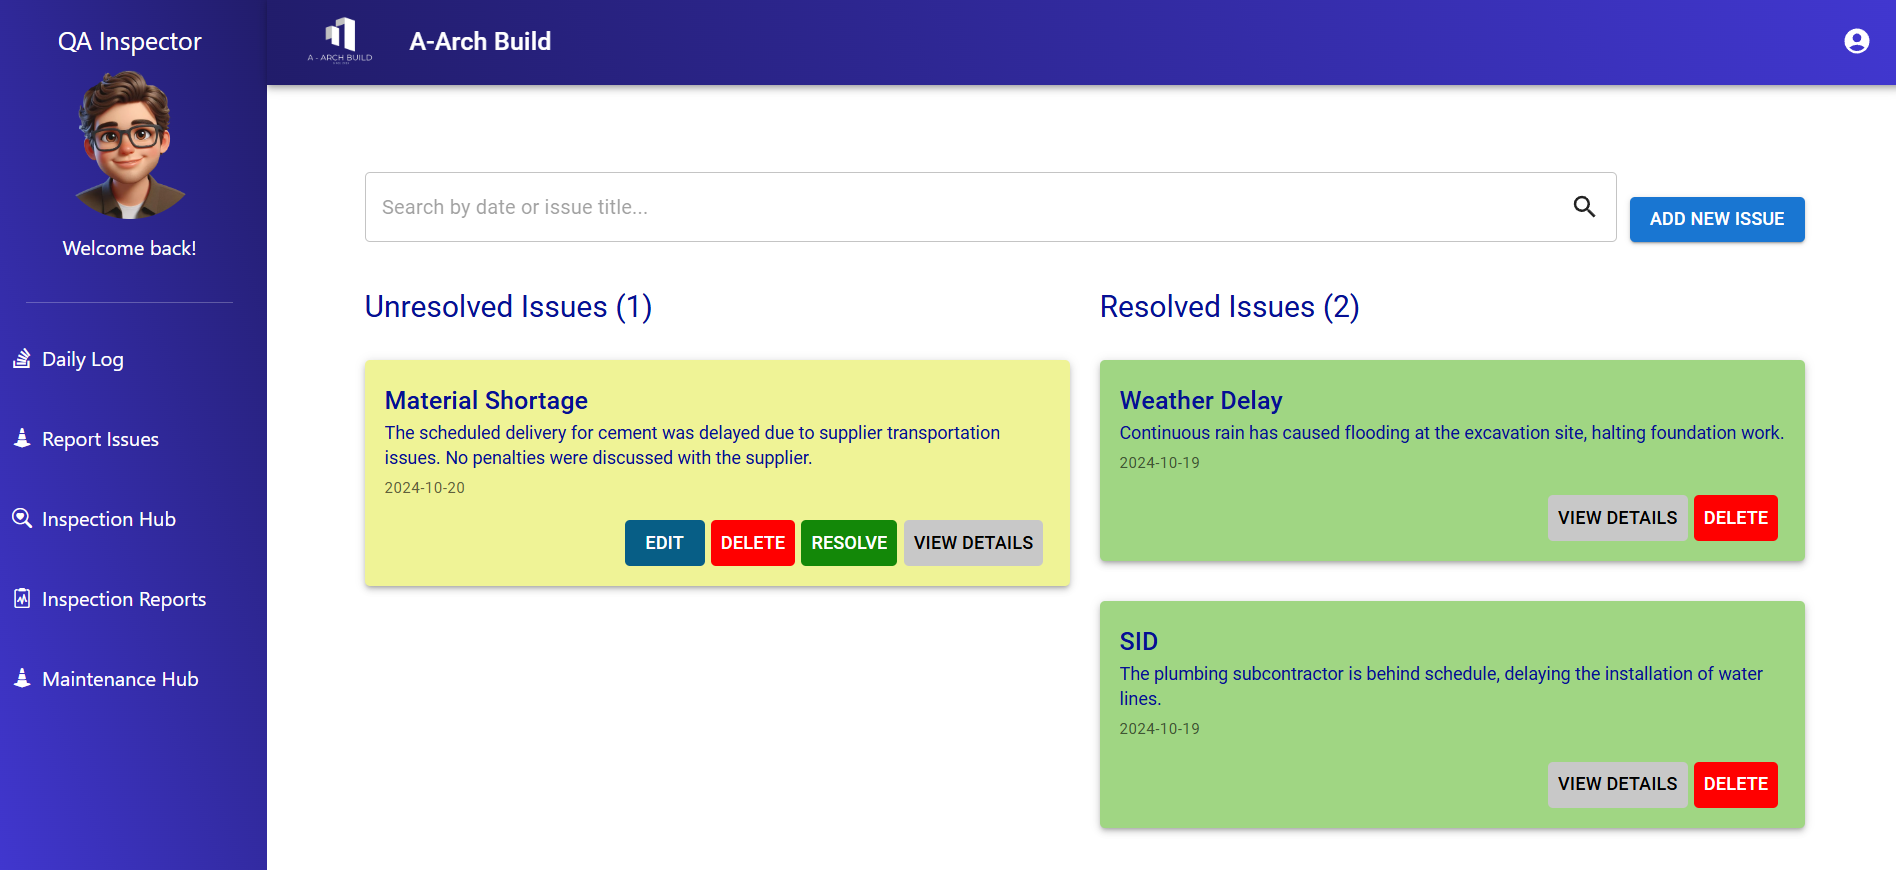 QA Inspector
Welcome back!
Daily Log
Report Issues
Inspection Hub
Inspection Reports
Maintenance Hub
A - ARCH BUILD
A-Arch Build
Search by date or issue title...
ADD NEW ISSUE
Unresolved Issues (1)
Material Shortage
The scheduled delivery for cement was delayed due to supplier transportation
issues. No penalties were discussed with the supplier.
2024-10-20
EDIT DELETE RESOLVE VIEW DETAILS
Resolved Issues (2)
Weather Delay
Continuous rain has caused flooding at the excavation site, halting foundation work.
2024-10-19
VIEW DETAILS DELETE
SID
The plumbing subcontractor is behind schedule, delaying the installation of water
lines.
2024-10-19
VIEW DETAILS DELETE